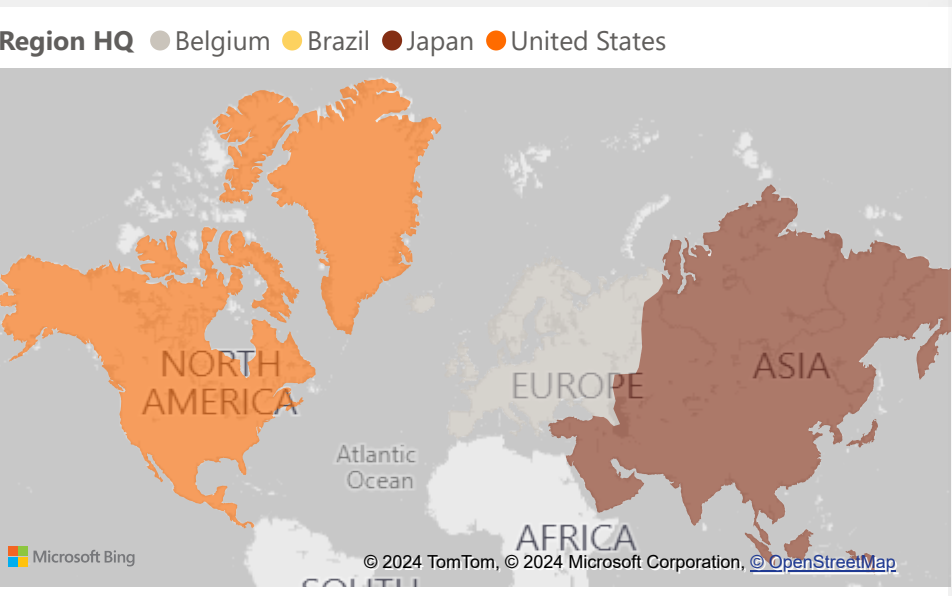 Region HQ Belgium Brazil Japan United States
NORTH
AMERICA
EUROPE
ASIA
Atlantic
Ocean
AFRICA
SOUTH
Microsoft Bing
© 2024 TomTom, © 2024 Microsoft Corporation, © OpenStreetMap